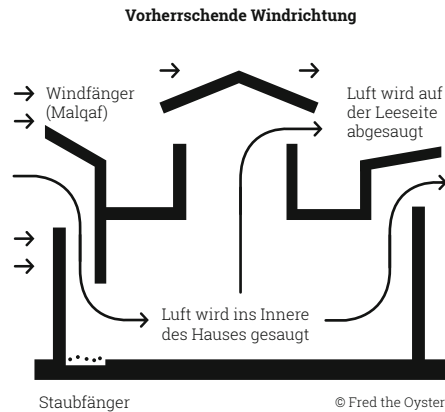 Vorherrschende Windrichtung
Windfänger
(Malqaf)
Luft wird auf
der Leeseite
abgesaugt
Luft wird ins Innere
des Hauses gesaugt
Staubfänger
© Fred the Oyster